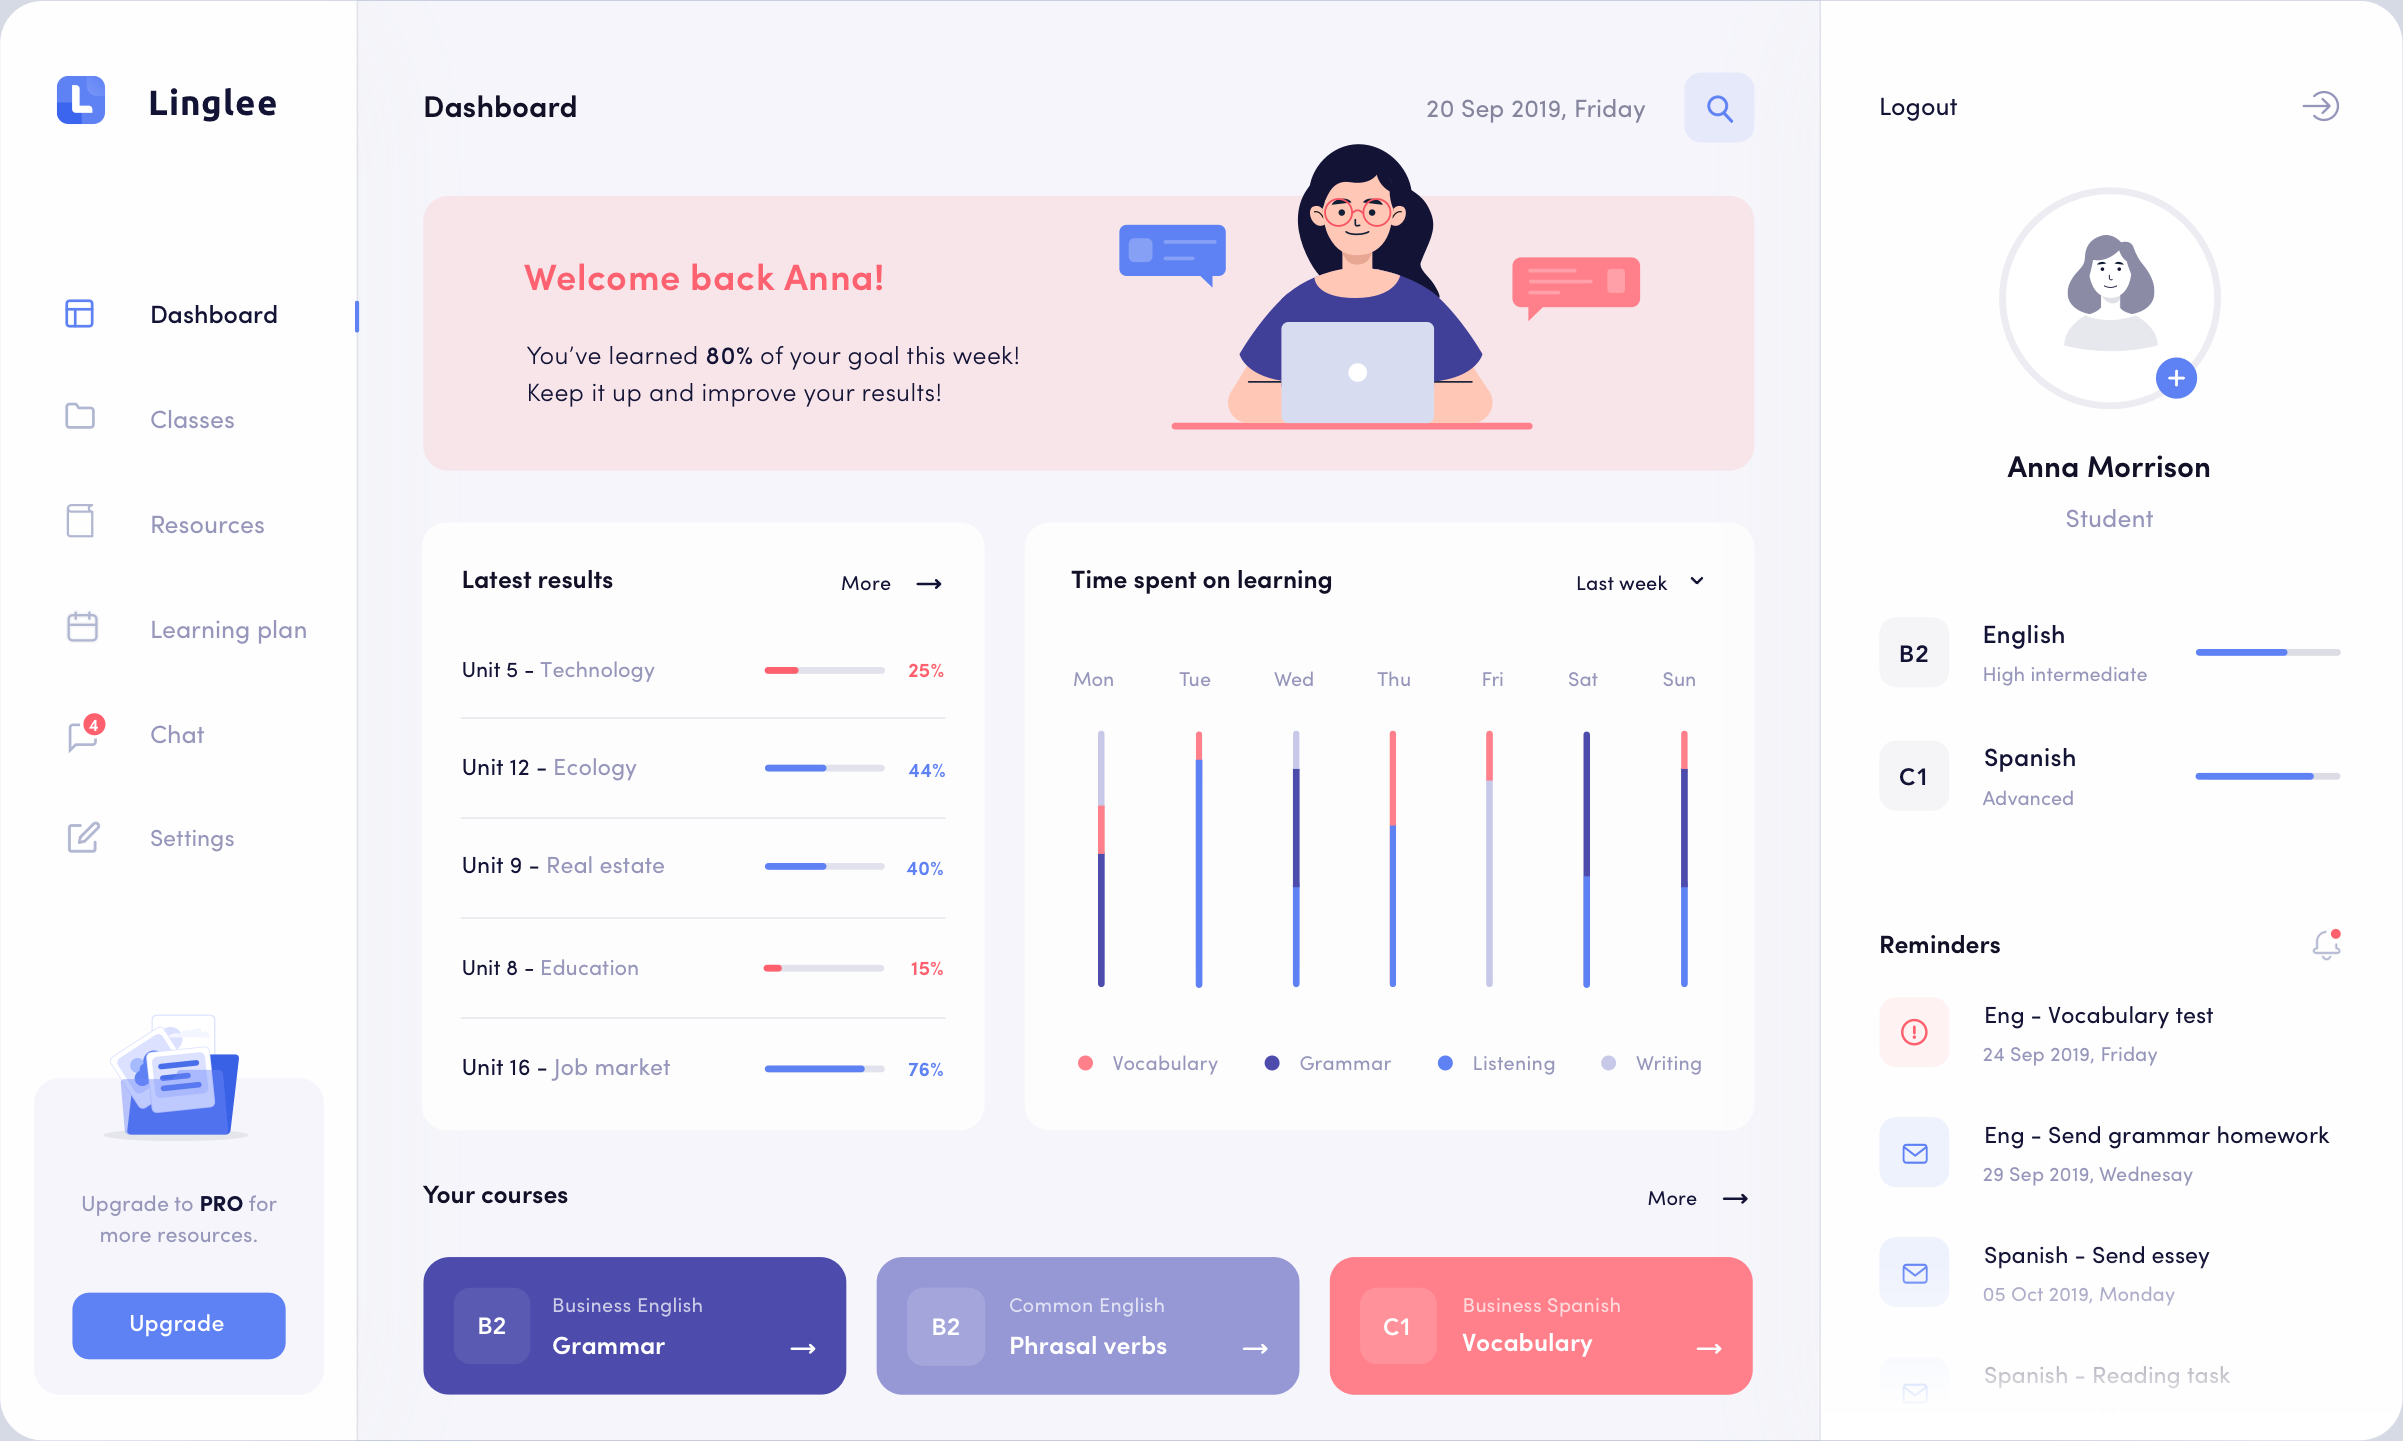 Linglee
Dashboard
Classes
Resources
Learning plan
4
Chat
Settings
Upgrade to PRO for
more resources.
Upgrade
Dashboard
20 Sep 2019, Friday
Welcome back Anna!
You’ve learned 80% of your goal this week!
Keep it up and improve your results!
Latest results
More
Unit 5 - Technology
25%
Unit 12 - Ecology
44%
Unit 9 - Real estate
40%
Unit 8 - Education
15%
Unit 16 - Job market
76%
Time spent on learning
Last week
Mon Tue Wed Thu Fri Sat Sun
Vocabulary Grammar Listening Writing
Your courses
More
B2
Business English
Grammar
B2
Common English
Phrasal verbs
C1
Business Spanish
Vocabulary
Logout
Anna Morrison
Student
B2
English
High intermediate
C1
Spanish
Advanced
Reminders
Eng - Vocabulary test
24 Sep 2019, Friday
Eng - Send grammar homework
29 Sep 2019, Wednesay
Spanish - Send essey
05 Oct 2019, Monday
Spanish - Reading task